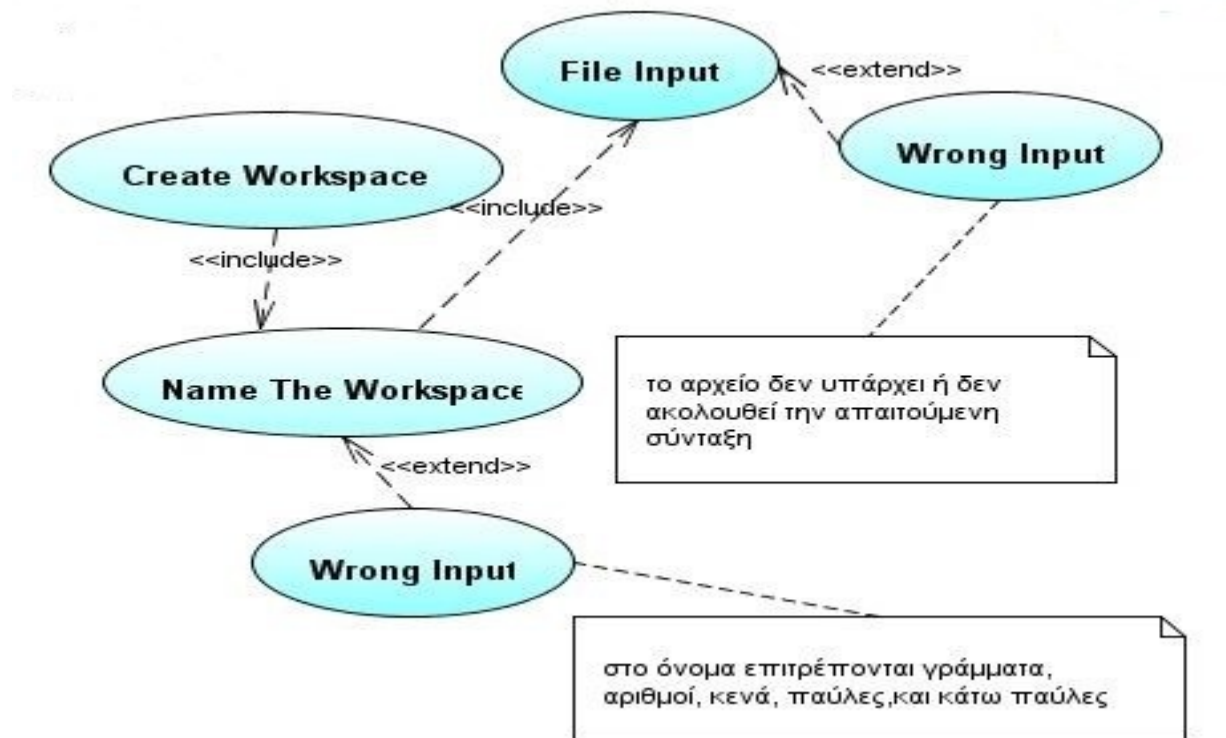 File Input
<<extend>>
Wrong Input
Create Workspace
<<include>>
<<include>>
Name The Workspace
το αρχείο δεν υπάρχει ή δεν
ακολουθεί την απαιτούμενη
σύνταξη
<<extend>>
Wrong Input
στο όνομα επιτρέπονται γράμματα,
αριθμοί, κενά, παύλες,και κάτω παύλες